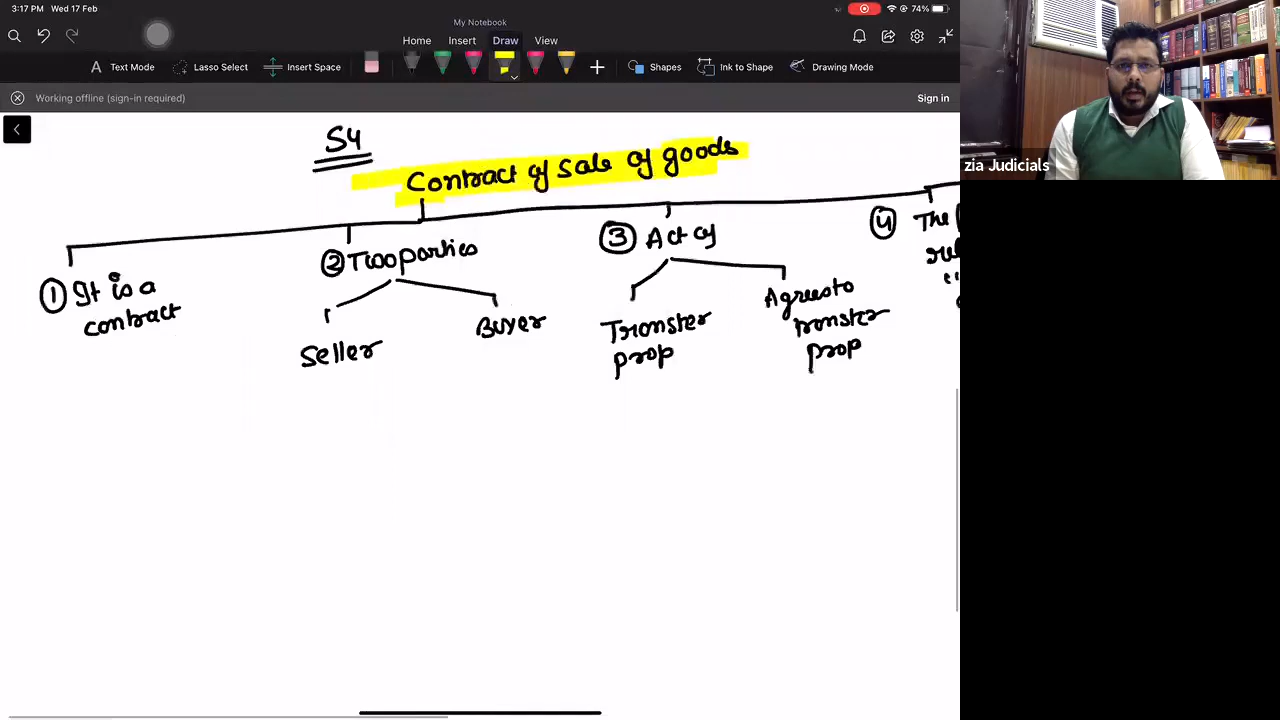 3:17 PM Wed 17 Feb
74%
My Notebook
Home Insert Draw View
Text Mode Lasso Select Insert Space Shapes Ink to Shape Drawing Mode
Working offline (sign-in required) Sign in
zia Judicials
S4
Contract of Sale of goods
① It is a
contract
② Two parties
Seller
Buyer
③ Act of
Transfer
prop
Agrees to
transfer
prop
④ The